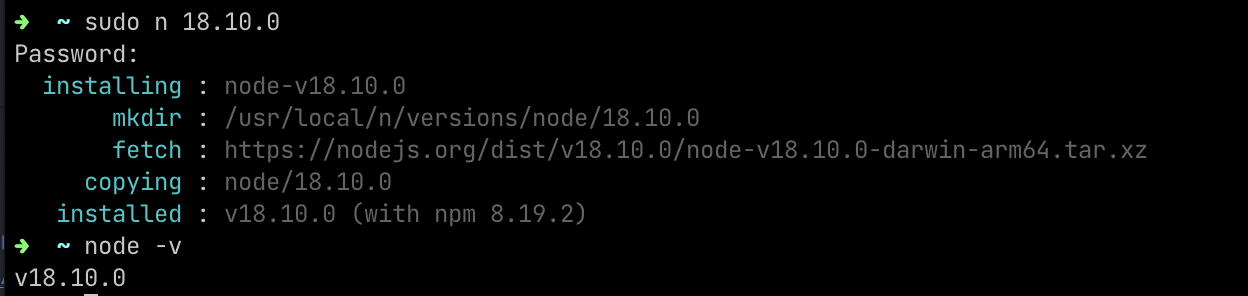 ➜  ~ sudo n 18.10.0
Password:
  installing : node-v18.10.0
       mkdir : /usr/local/n/versions/node/18.10.0
       fetch : https://nodejs.org/dist/v18.10.0/node-v18.10.0-darwin-arm64.tar.xz
     copying : node/18.10.0
   installed : v18.10.0 (with npm 8.19.2)
➜  ~ node -v
v18.10.0